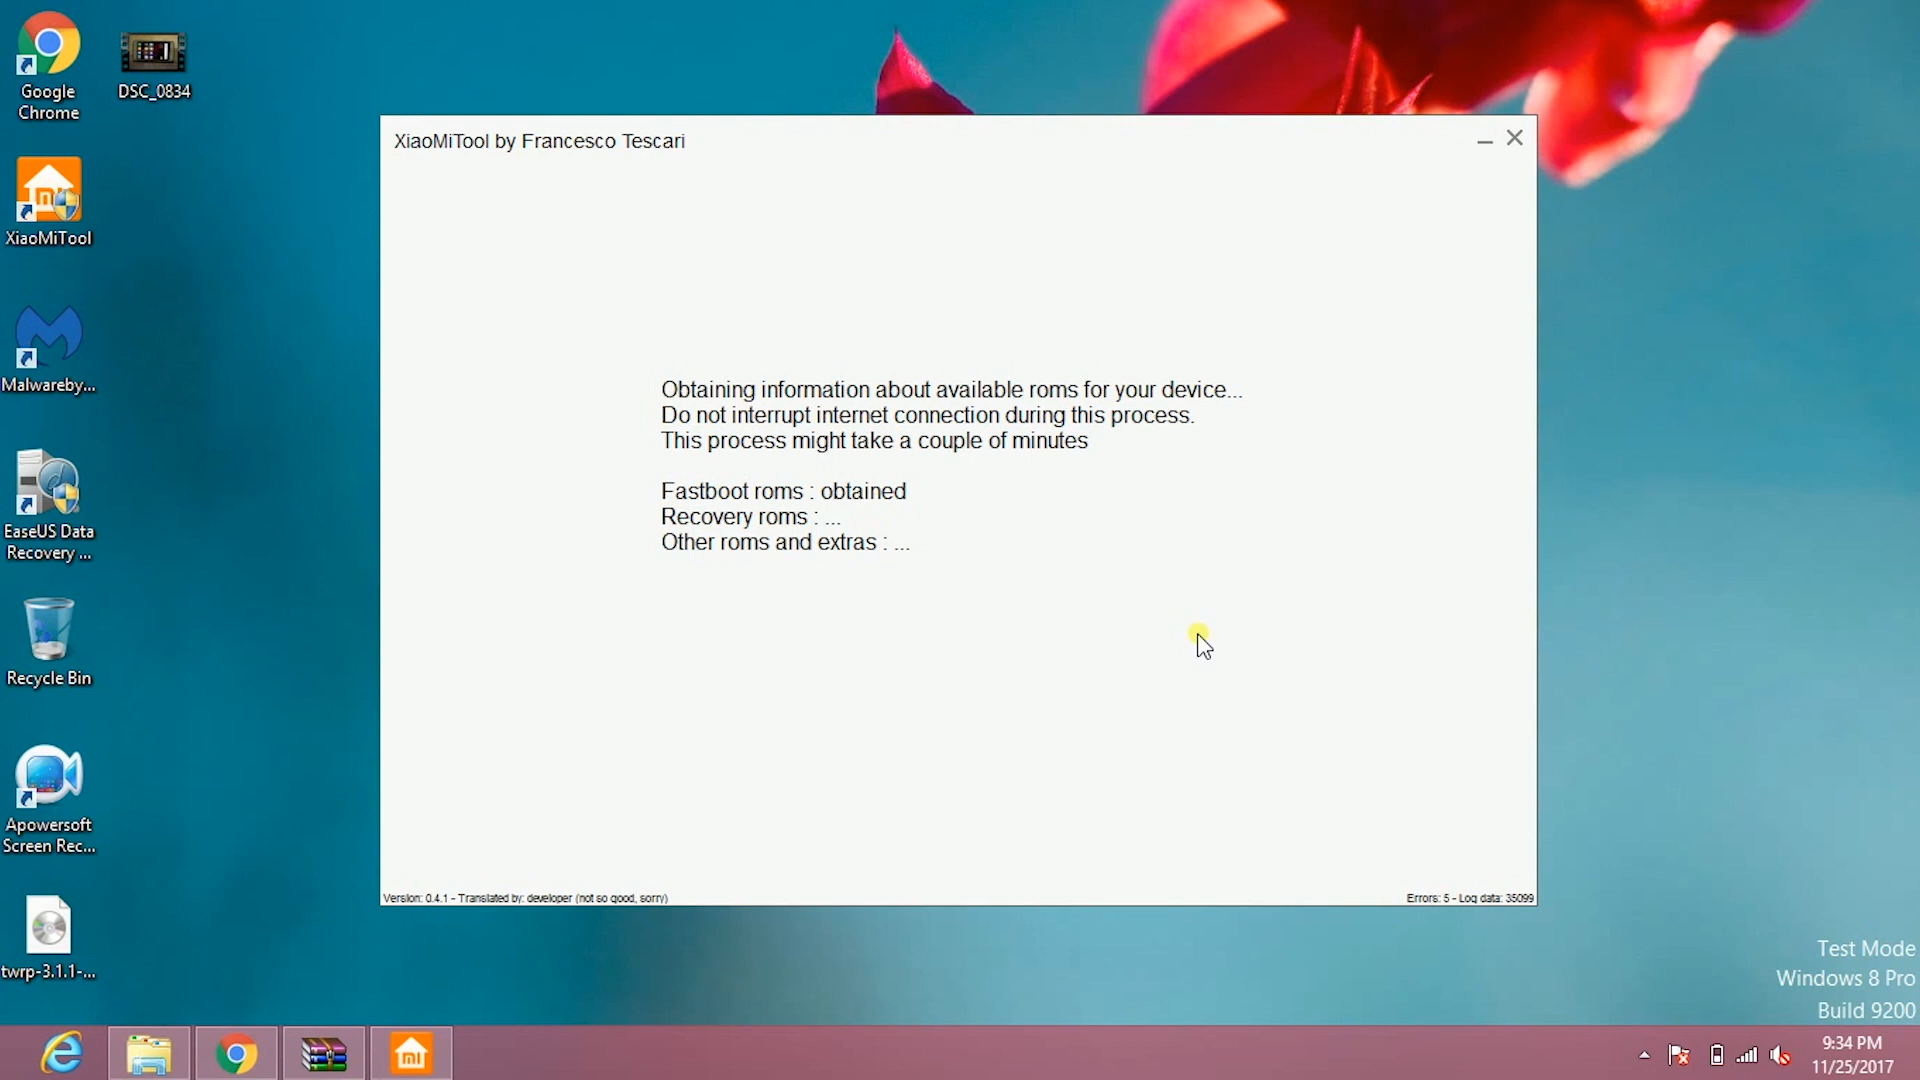 Google
Chrome
DSC_0834
XiaoMiTool
Malwareby...
EaseUS Data
Recovery ...
Recycle Bin
Apowersoft
Screen Rec...
twrp-3.1.1-...
XiaoMiTool by Francesco Tescari
Obtaining information about available roms for your device...
Do not interrupt internet connection during this process.
This process might take a couple of minutes
Fastboot roms : obtained
Recovery roms : ...
Other roms and extras : ...
Version: 0.4.1 - Translated by: developer (not so good, sorry)
Errors: 5 - Log data: 35099
Test Mode
Windows 8 Pro
Build 9200
9:34 PM
11/25/2017